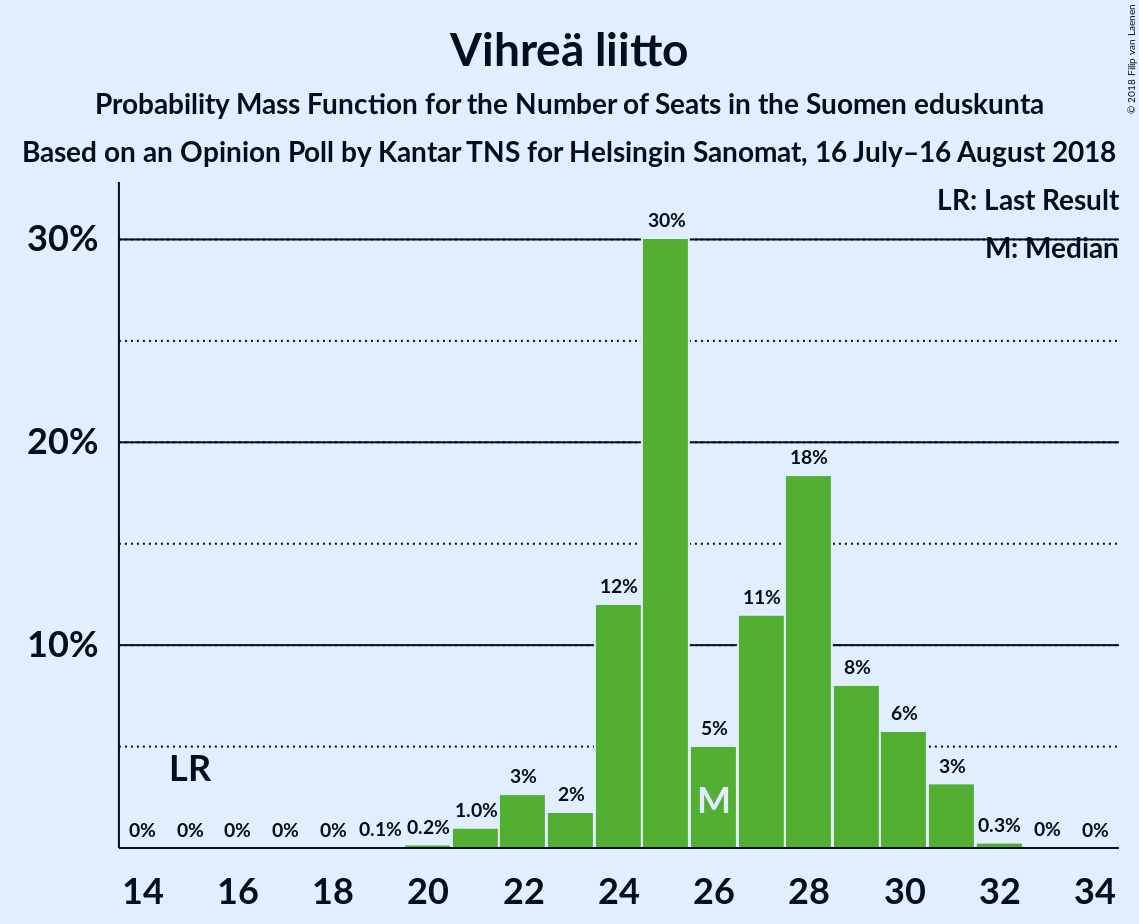 Vihreä liitto
Probability Mass Function for the Number of Seats in the Suomen eduskunta
Based on an Opinion Poll by Kantar TNS for Helsingin Sanomat, 16 July–16 August 2018
© 2018 Filip van Laenen
LR: Last Result
M: Median
30%
20%
10%
30%
18%
12%
11%
8%
6%
5%
3%
3%
2%
1.0%
0.2%
0.1%
0.3%
0%
0%
0%
0%
0%
0%
0%
LR
M
14 16 18 20 22 24 26 28 30 32 34